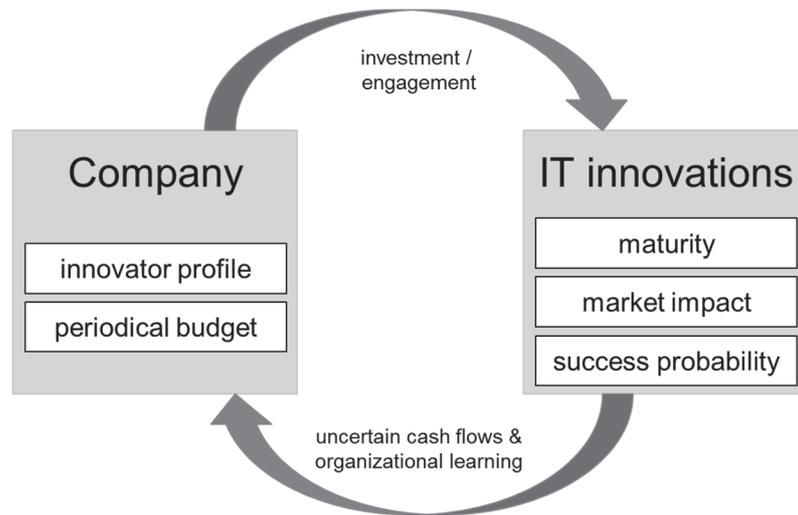 investment /
engagement
Company
innovator profile
periodical budget
IT innovations
maturity
market impact
success probability
uncertain cash flows &
organizational learning